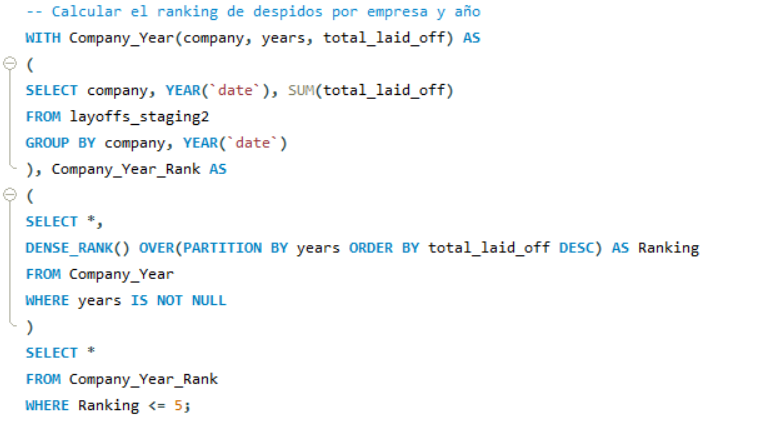 -- Calcular el ranking de despidos por empresa y año
WITH Company_Year(company, years, total_laid_off) AS
(
SELECT company, YEAR(`date`), SUM(total_laid_off)
FROM layoffs_staging2
GROUP BY company, YEAR(`date`)
), Company_Year_Rank AS
(
SELECT *,
DENSE_RANK() OVER(PARTITION BY years ORDER BY total_laid_off DESC) AS Ranking
FROM Company_Year
WHERE years IS NOT NULL
)
SELECT *
FROM Company_Year_Rank
WHERE Ranking <= 5;